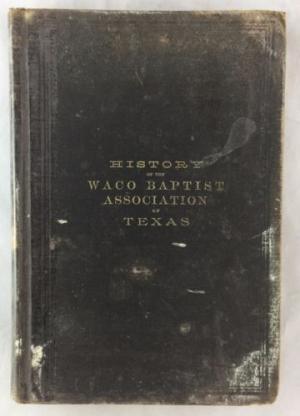 HISTORY
OF THE
WACO BAPTIST
ASSOCIATION
OF
TEXAS